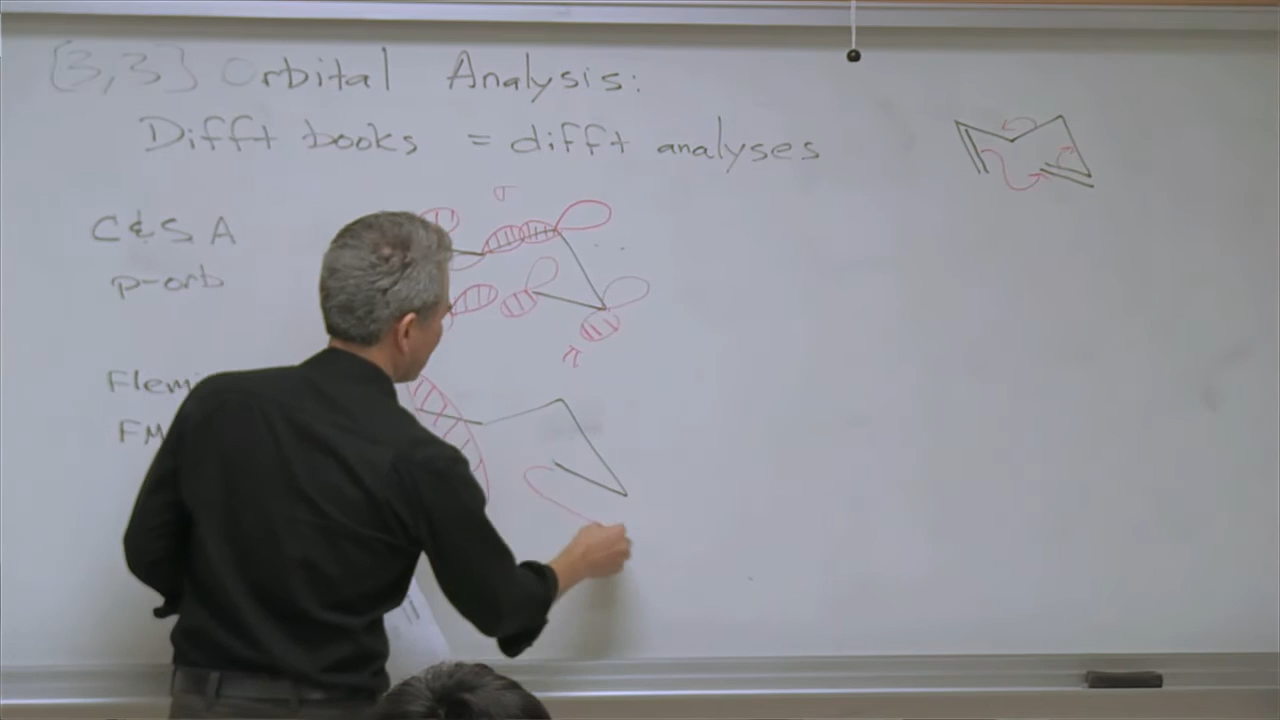 [3,3] Orbital Analysis:
Difft books = difft analyses
σ
C & S A
p-orb
π